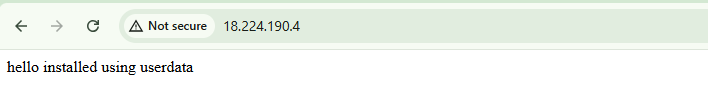 Not secure 18.224.190.4
hello installed using userdata